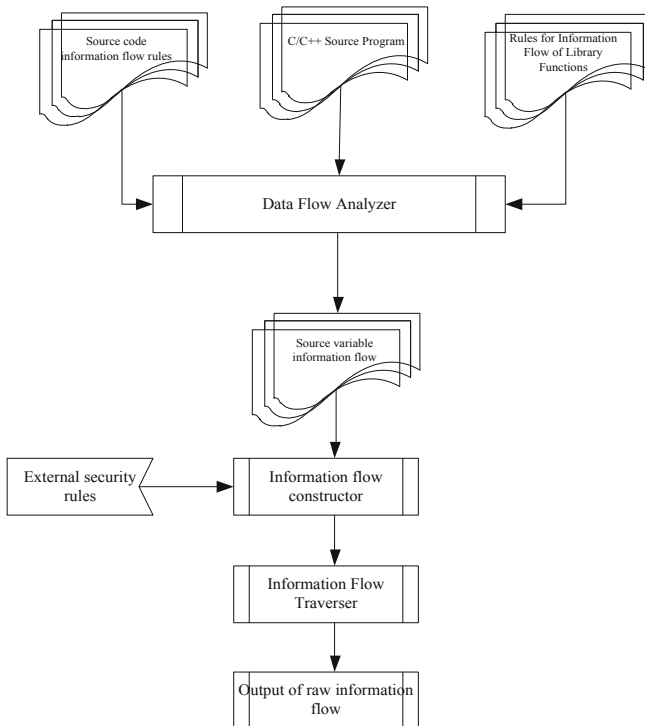 Source code
information flow rules
C/C++ Source Program
Rules for Information
Flow of Library
Functions
Data Flow Analyzer
Source variable
information flow
External security
rules
Information flow
constructor
Information Flow
Traverser
Output of raw information
flow